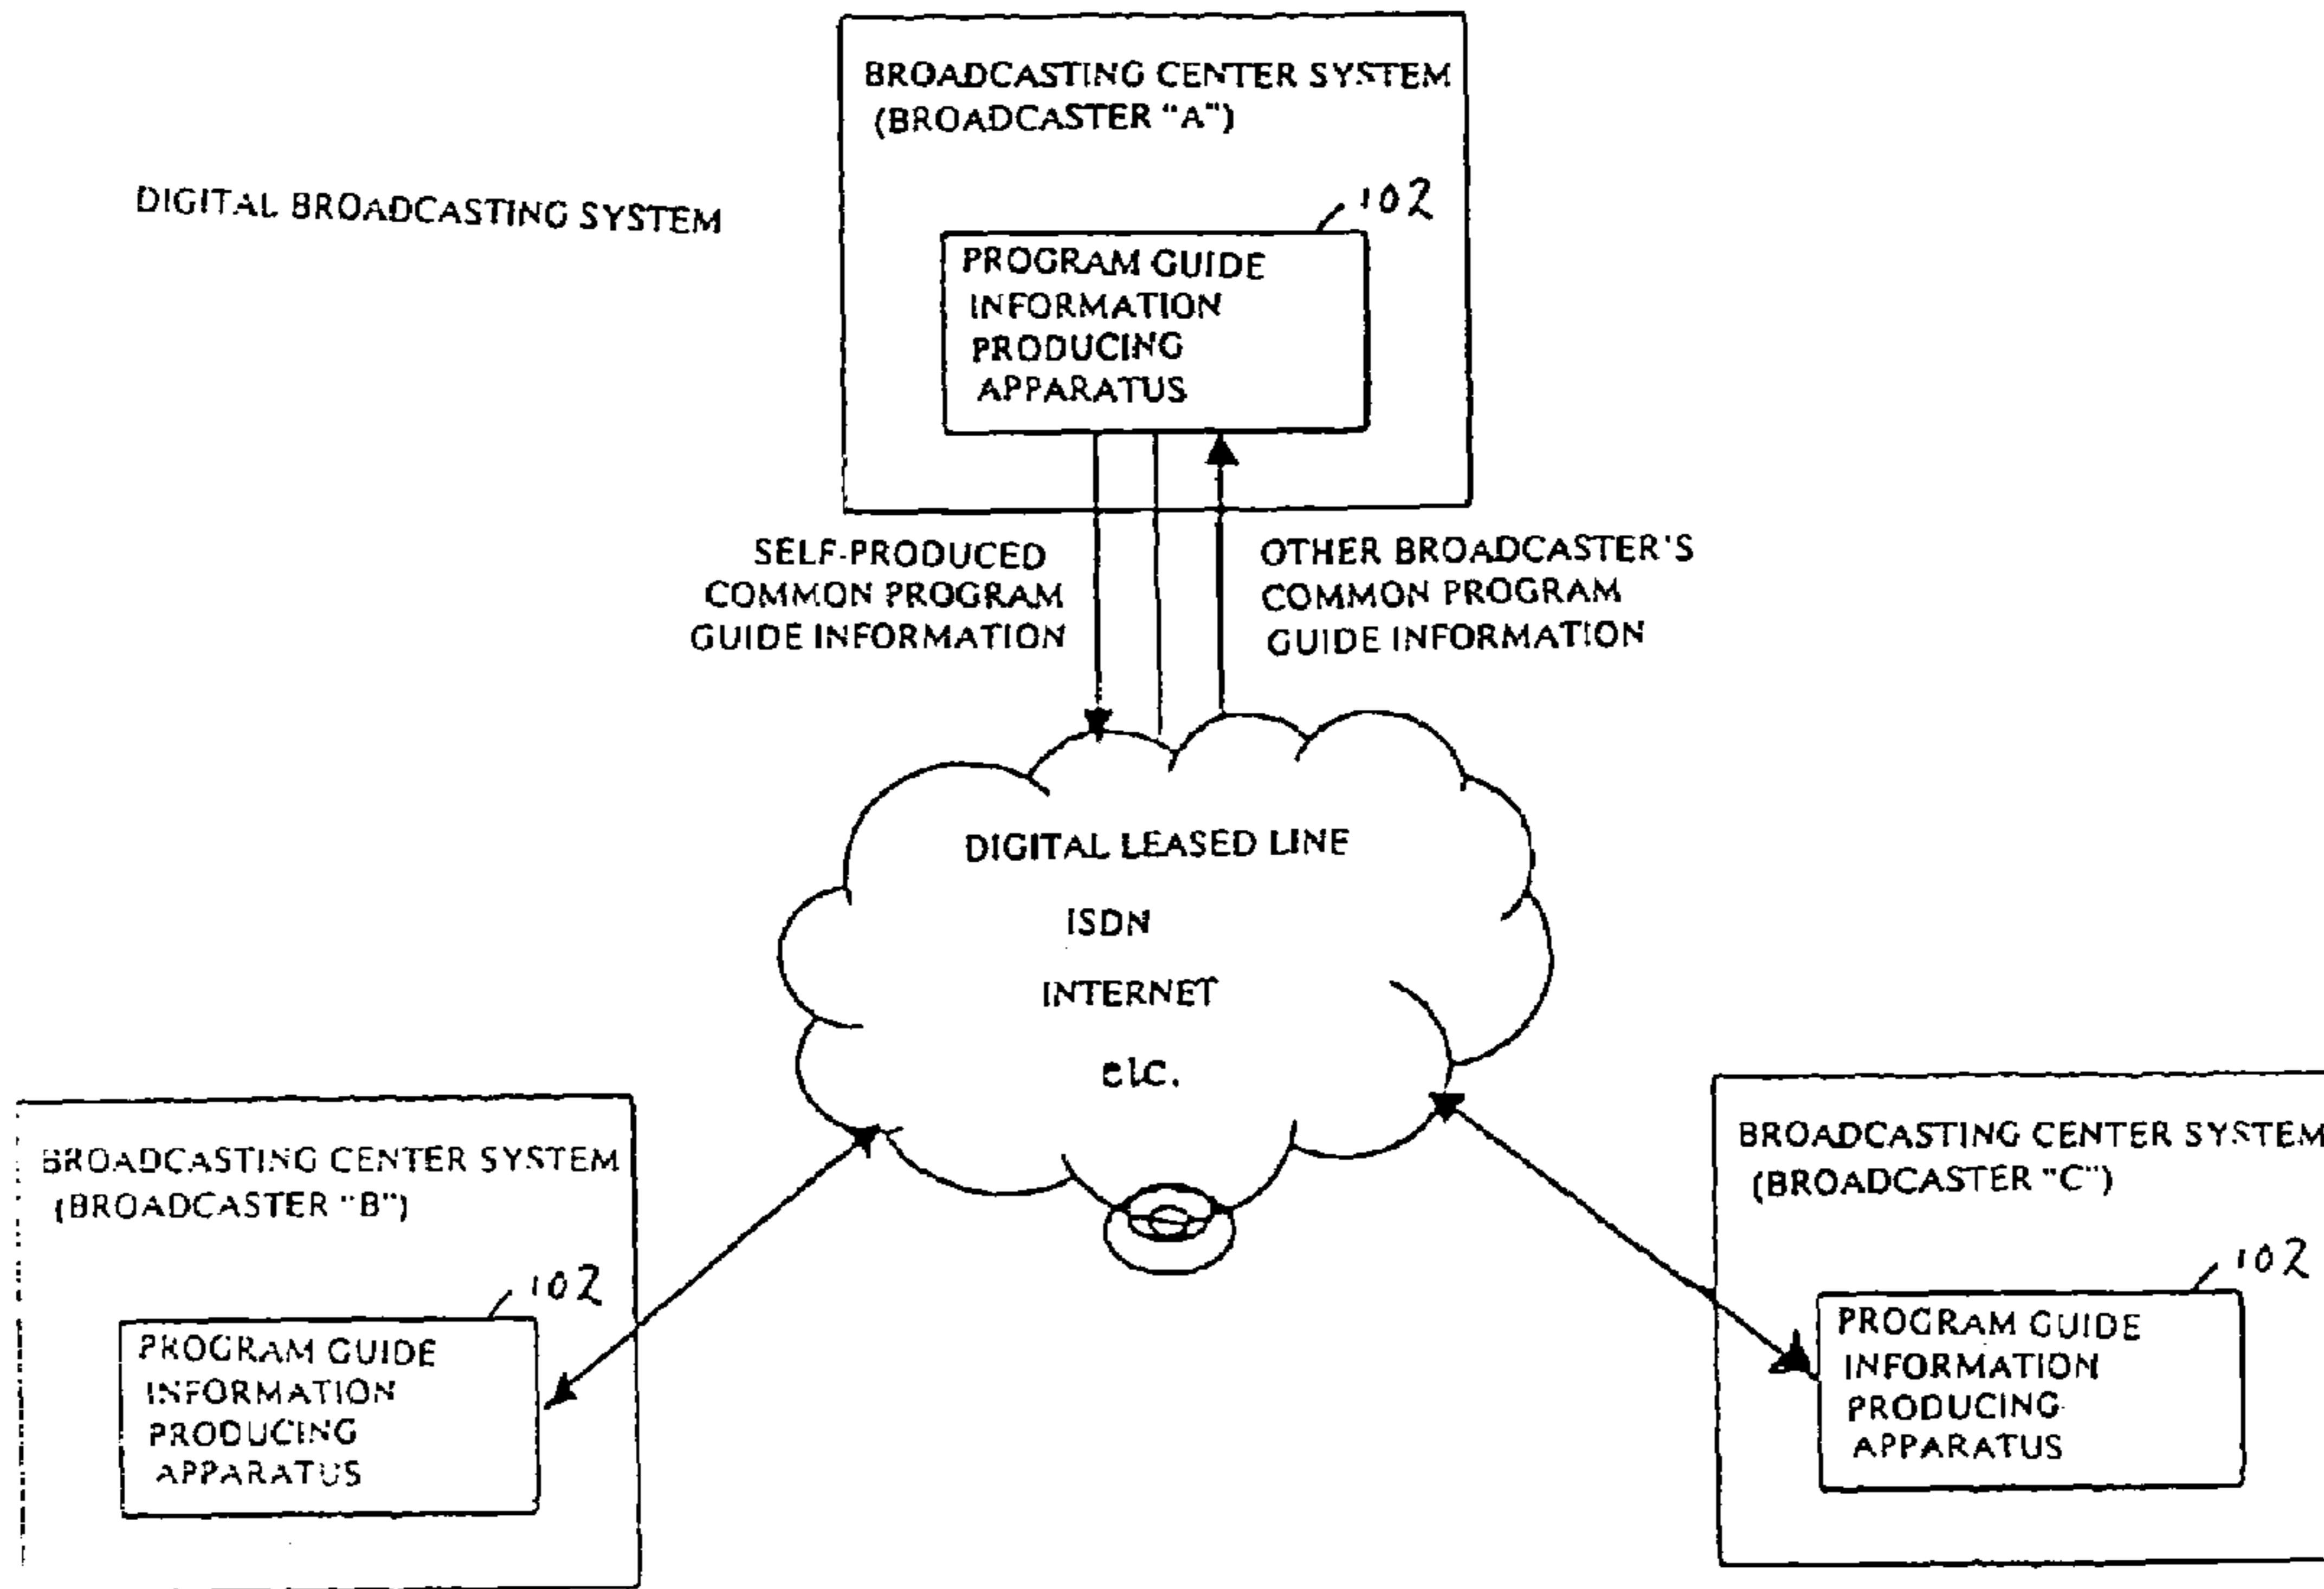 BROADCASTING CENTER SYSTEM
(BROADCASTER "A")
DIGITAL BROADCASTING SYSTEM
102
PROGRAM GUIDE
INFORMATION
PRODUCING
APPARATUS
SELF-PRODUCED
COMMON PROGRAM
GUIDE INFORMATION
OTHER BROADCASTER'S
COMMON PROGRAM
GUIDE INFORMATION
DIGITAL LEASED LINE
ISDN
INTERNET
etc.
BROADCASTING CENTER SYSTEM
(BROADCASTER "B")
102
PROGRAM GUIDE
INFORMATION
PRODUCING
APPARATUS
BROADCASTING CENTER SYSTEM
(BROADCASTER "C")
102
PROGRAM GUIDE
INFORMATION
PRODUCING
APPARATUS